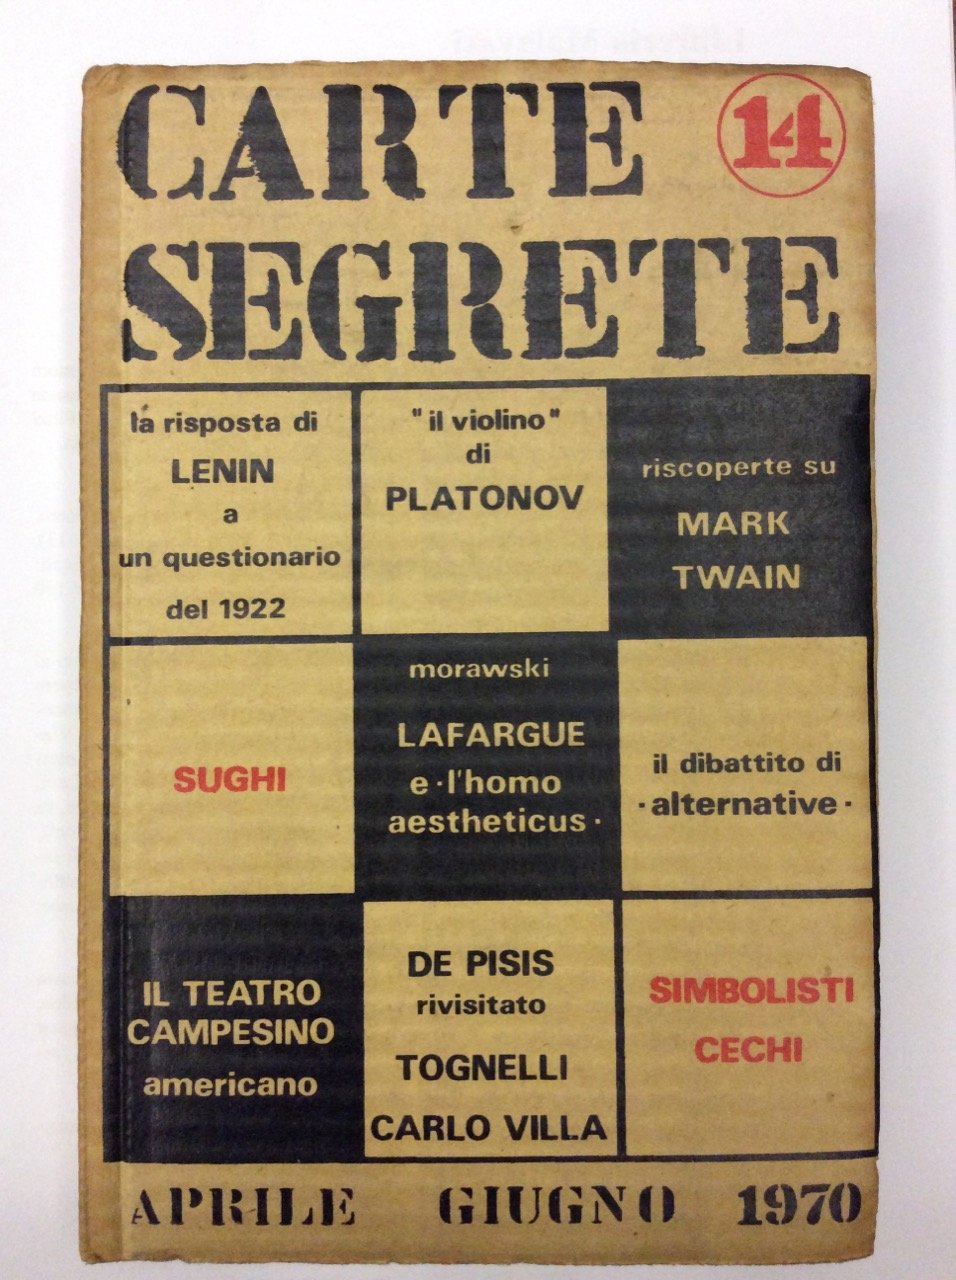 CARTE
14
SEGRETE
la risposta di
LENIN
a
un questionario
del 1922
"il violino"
di
PLATONOV
riscoperte su
MARK
TWAIN
SUGHI
morawski
LAFARGUE
e·l'homo
aestheticus·
il dibattito di
·alternative·
IL TEATRO
CAMPESINO
americano
DE PISIS
rivisitato
TOGNELLI
CARLO VILLA
SIMBOLISTI
CECHI
APRILE GIUGNO 1970